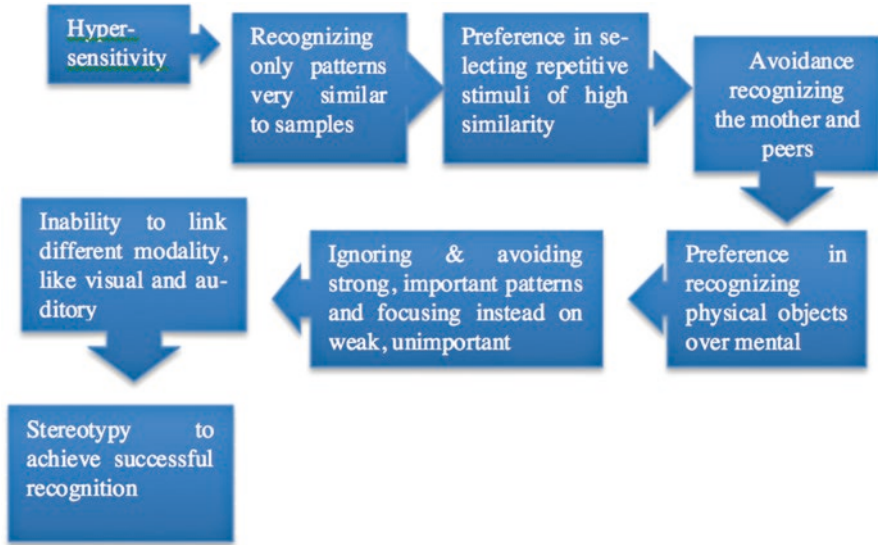 Hyper-
sensitivity
Recognizing
only patterns
very similar
to samples
Preference in se-
lecting repetitive
stimuli of high
similarity
Avoidance
recognizing
the mother and
peers
Preference in
recognizing
physical objects
over mental
Ignoring & avoiding
strong, important patterns
and focusing instead on
weak, unimportant
Inability to link
different modality,
like visual and au-
ditory
Stereotypy to
achieve successful
recognition